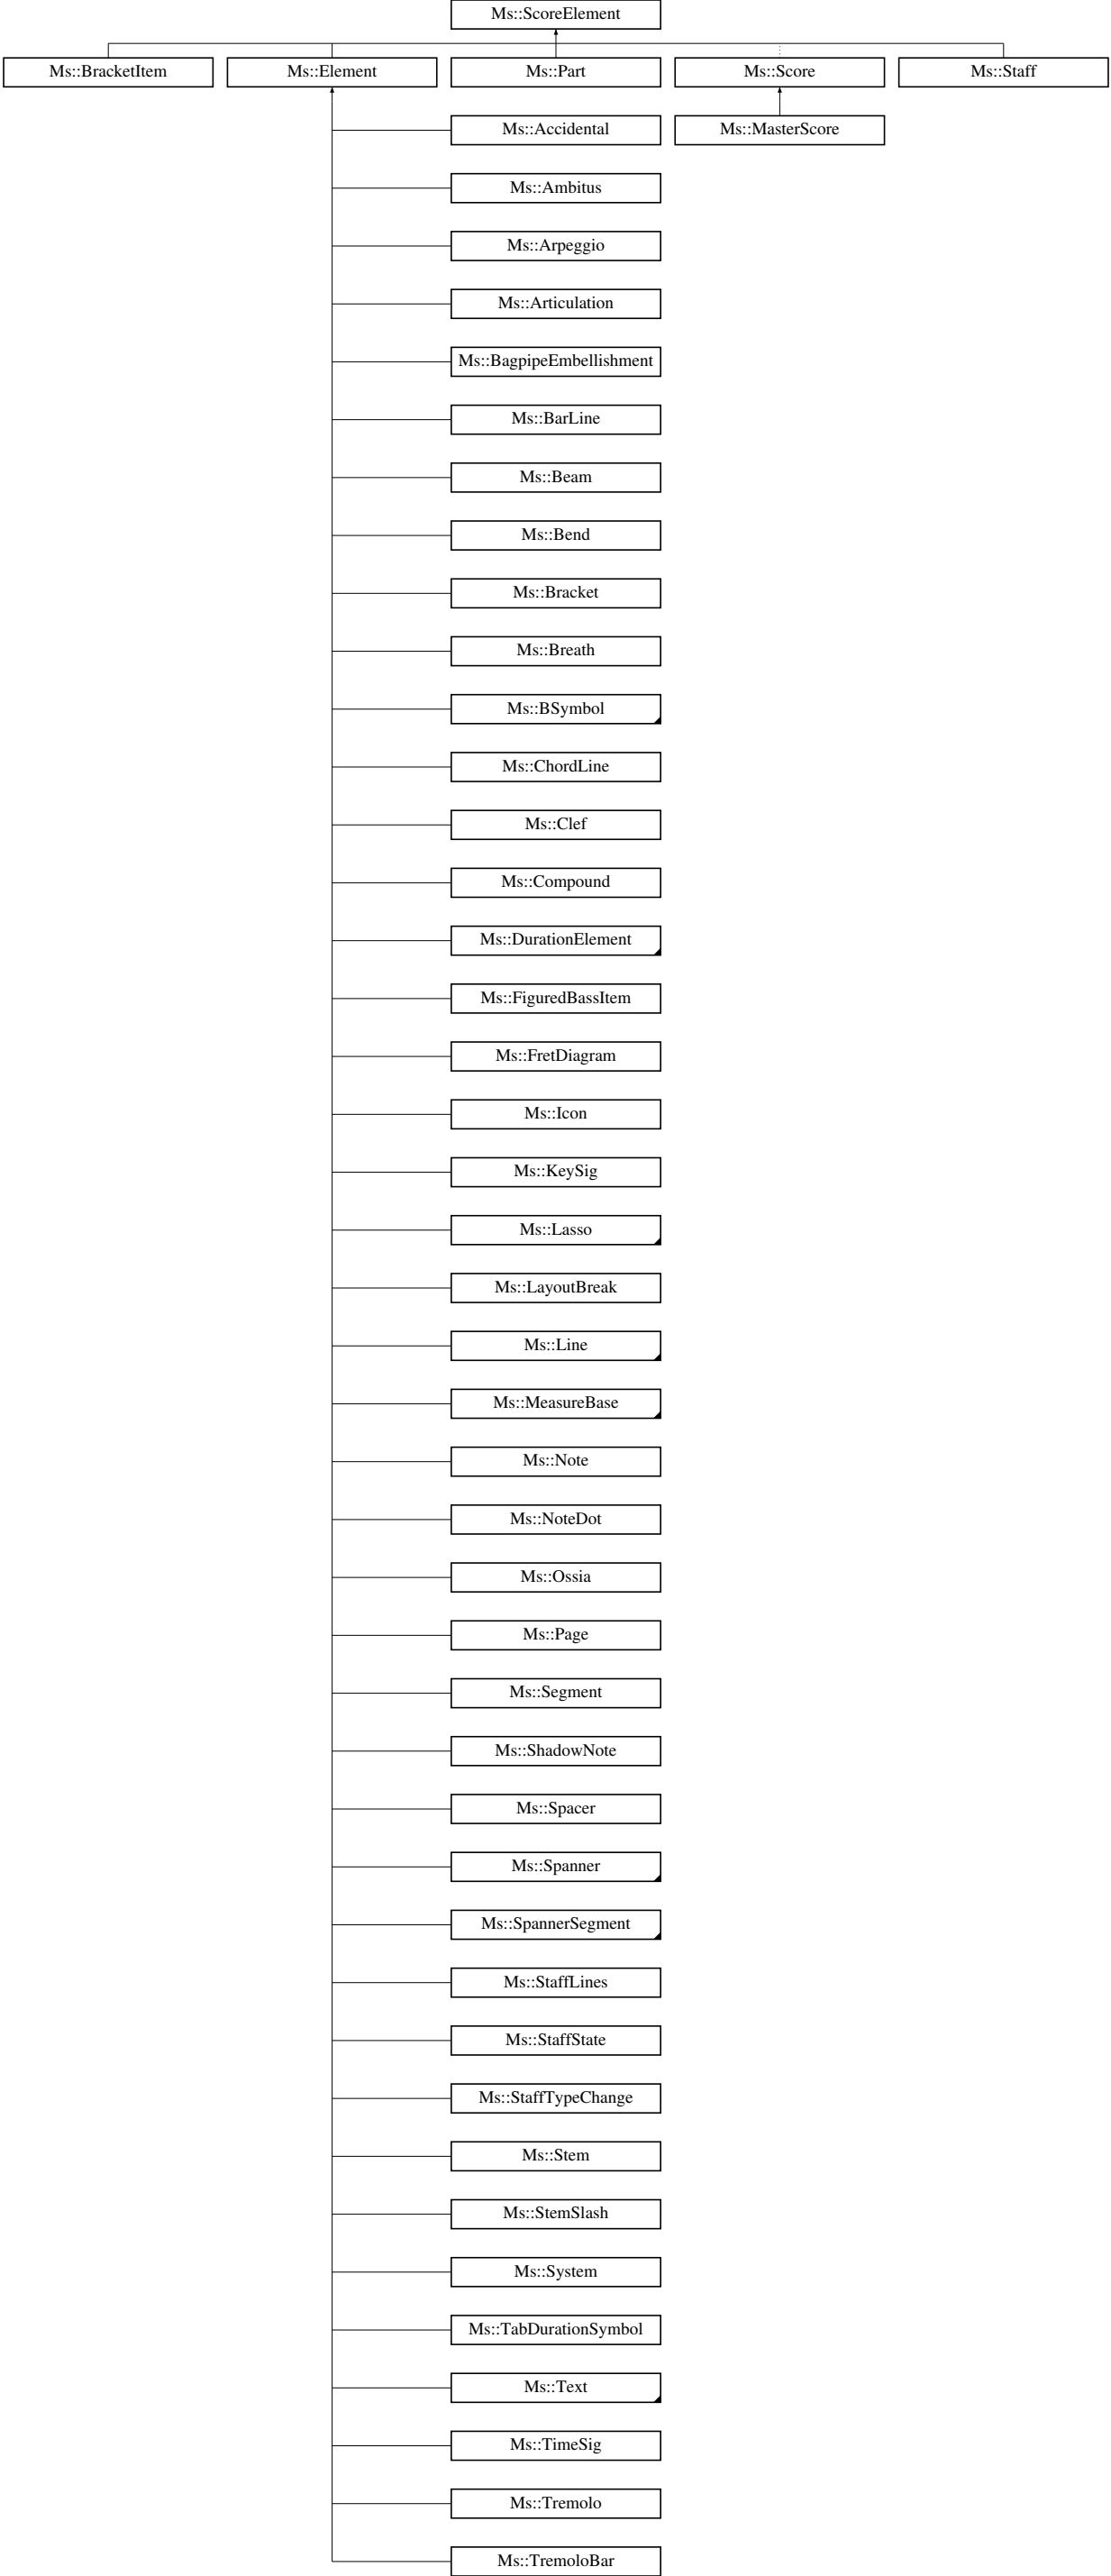 Ms::ScoreElement
Ms::BracketItem
Ms::Element
Ms::Part
Ms::Score
Ms::Staff
Ms::Accidental
Ms::MasterScore
Ms::Ambitus
Ms::Arpeggio
Ms::Articulation
Ms::BagpipeEmbellishment
Ms::BarLine
Ms::Beam
Ms::Bend
Ms::Bracket
Ms::Breath
Ms::BSymbol
Ms::ChordLine
Ms::Clef
Ms::Compound
Ms::DurationElement
Ms::FiguredBassItem
Ms::FretDiagram
Ms::Icon
Ms::KeySig
Ms::Lasso
Ms::LayoutBreak
Ms::Line
Ms::MeasureBase
Ms::Note
Ms::NoteDot
Ms::Ossia
Ms::Page
Ms::Segment
Ms::ShadowNote
Ms::Spacer
Ms::Spanner
Ms::SpannerSegment
Ms::StaffLines
Ms::StaffState
Ms::StaffTypeChange
Ms::Stem
Ms::StemSlash
Ms::System
Ms::TabDurationSymbol
Ms::Text
Ms::TimeSig
Ms::Tremolo
Ms::TremoloBar